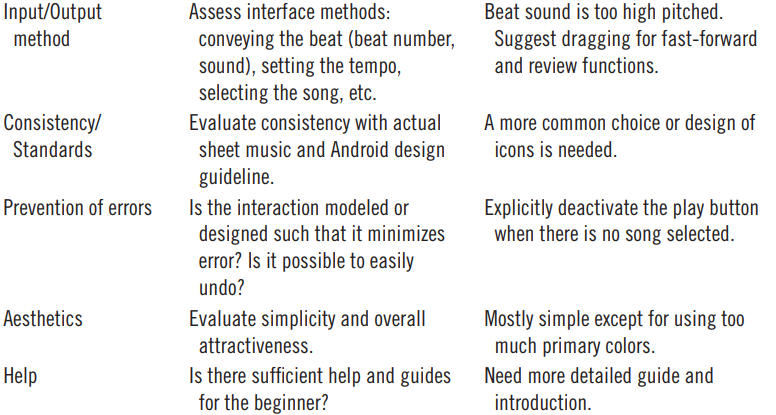 Input/Output
method
Assess interface methods:
conveying the beat (beat number,
sound), setting the tempo,
selecting the song, etc.
Beat sound is too high pitched.
Suggest dragging for fast-forward
and review functions.
Consistency/
Standards
Evaluate consistency with actual
sheet music and Android design
guideline.
A more common choice or design of
icons is needed.
Prevention of errors
Is the interaction modeled or
designed such that it minimizes
error? Is it possible to easily
undo?
Explicitly deactivate the play button
when there is no song selected.
Aesthetics
Evaluate simplicity and overall
attractiveness.
Mostly simple except for using too
much primary colors.
Help
Is there sufficient help and guides
for the beginner?
Need more detailed guide and
introduction.